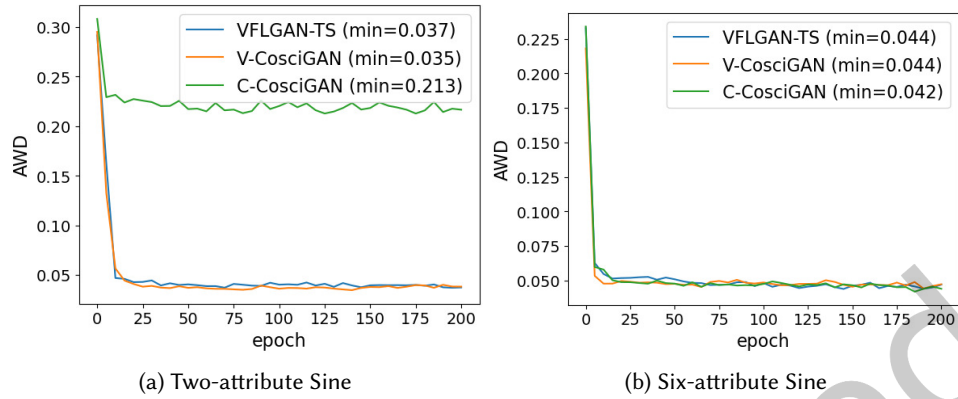 0.30
0.25
0.20
0.15
0.10
0.05
AWD
VFLGAN-TS (min=0.037)
V-CosciGAN (min=0.035)
C-CosciGAN (min=0.213)
0 25 50 75 100 125 150 175 200
epoch
(a) Two-attribute Sine
0.225
0.200
0.175
0.150
0.125
0.100
0.075
0.050
AWD
VFLGAN-TS (min=0.044)
V-CosciGAN (min=0.044)
C-CosciGAN (min=0.042)
0 25 50 75 100 125 150 175 200
epoch
(b) Six-attribute Sine